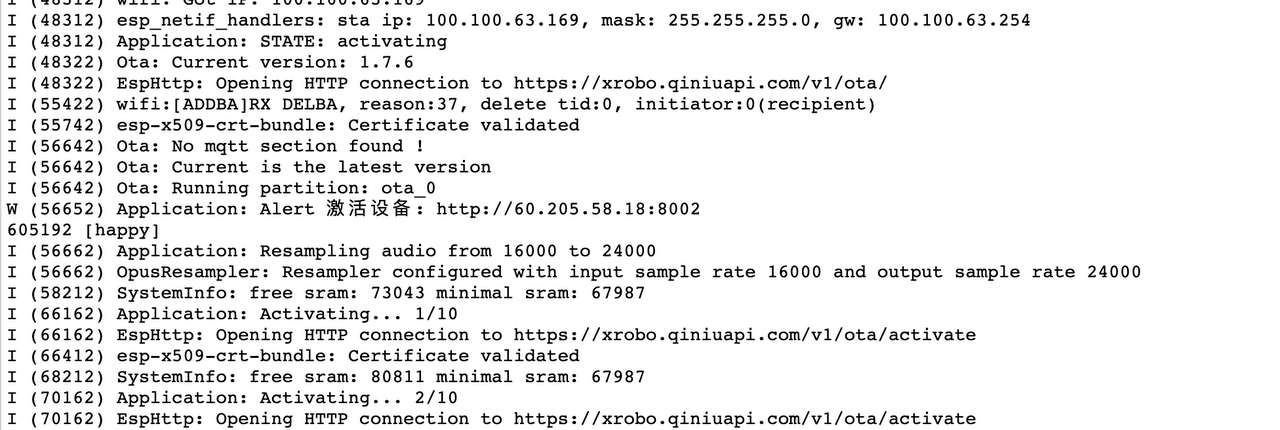 I (48312) wifi: Got ip: 100.100.63.169
I (48312) esp_netif_handlers: sta ip: 100.100.63.169, mask: 255.255.255.0, gw: 100.100.63.254
I (48312) Application: STATE: activating
I (48322) Ota: Current version: 1.7.6
I (48322) EspHttp: Opening HTTP connection to https://xrobo.qiniuapi.com/v1/ota/
I (55422) wifi:[ADDBA]RX DELBA, reason:37, delete tid:0, initiator:0(recipient)
I (55742) esp-x509-crt-bundle: Certificate validated
I (56642) Ota: No mqtt section found !
I (56642) Ota: Current is the latest version
I (56642) Ota: Running partition: ota_0
W (56652) Application: Alert 激活设备: http://60.205.58.18:8002
605192 [happy]
I (56662) Application: Resampling audio from 16000 to 24000
I (56662) OpusResampler: Resampler configured with input sample rate 16000 and output sample rate 24000
I (58212) SystemInfo: free sram: 73043 minimal sram: 67987
I (66162) Application: Activating... 1/10
I (66162) EspHttp: Opening HTTP connection to https://xrobo.qiniuapi.com/v1/ota/activate
I (66412) esp-x509-crt-bundle: Certificate validated
I (68212) SystemInfo: free sram: 80811 minimal sram: 67987
I (70162) Application: Activating... 2/10
I (70162) EspHttp: Opening HTTP connection to https://xrobo.qiniuapi.com/v1/ota/activate